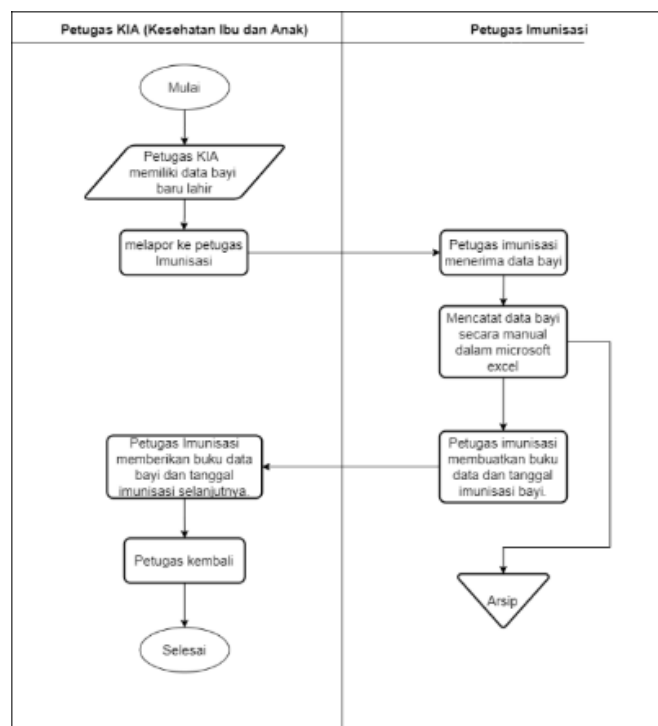 Petugas KIA (Kesehatan Ibu dan Anak)
Petugas Imunisasi
Mulai
Petugas KIA
memiliki data bayi
baru lahir
melapor ke petugas
Imunisasi
Petugas imunisasi
menerima data bayi
Mencatat data bayi
secara manual
dalam microsoft
excel
Petugas imunisasi
membuatkan buku
data dan tanggal
imunisasi bayi.
Petugas Imunisasi
memberikan buku data
bayi dan tanggal
imunisasi selanjutnya.
Petugas kembali
Arsip
Selesai